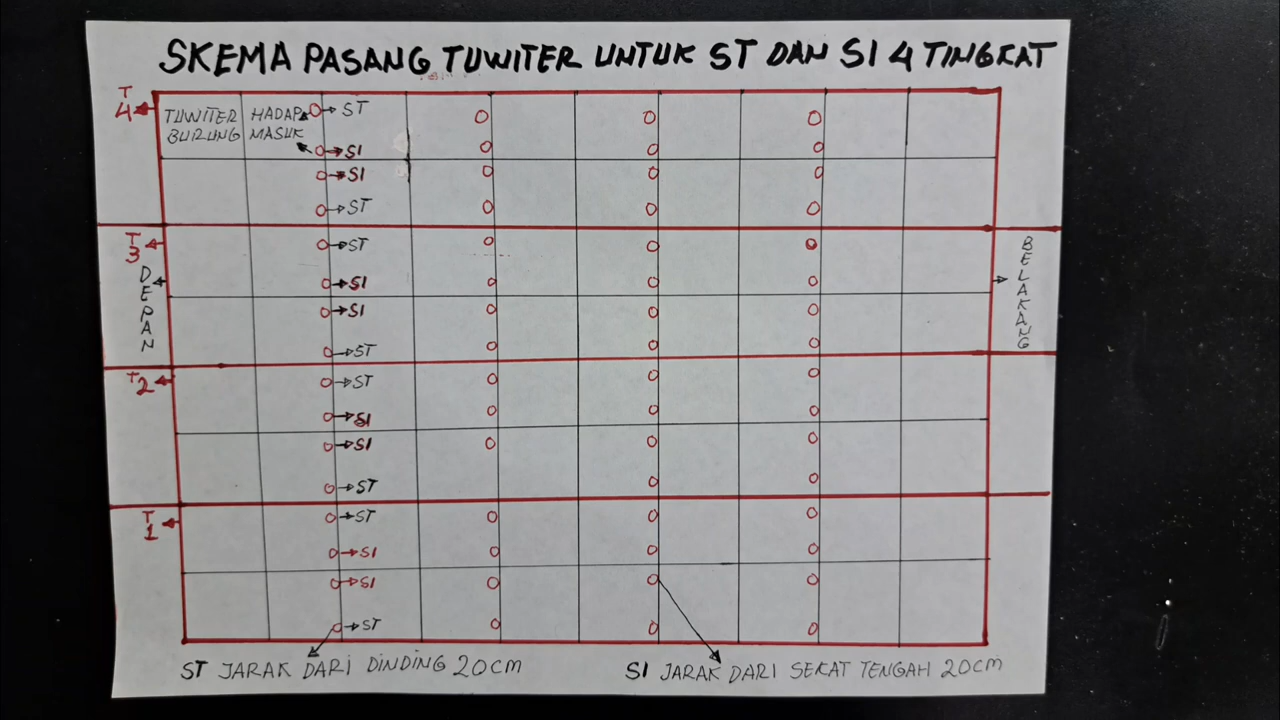 SKEMA PASANG TUWITER UNTUK ST DAN SI 4 TINGKAT
T4
TUWITER HADAP ST
BURUNG MASUK
SI
SI
ST
T3
ST
SI
SI
ST
DEPAN
BELAKANG
T2
ST
SI
SI
ST
T1
ST
SI
SI
ST
ST JARAK DARI DINDING 20CM
SI JARAK DARI SEKAT TENGAH 20CM